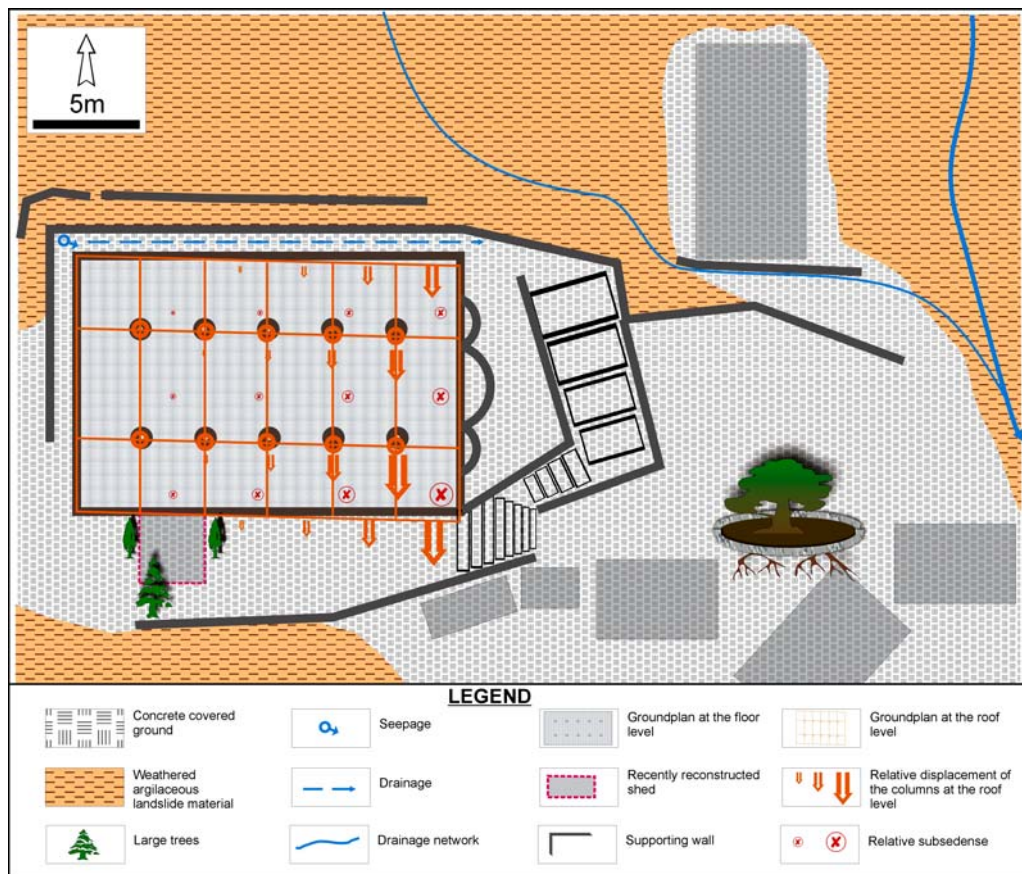 5m
LEGEND
Concrete covered
ground
Seepage
Groundplan at the floor
level
Groundplan at the roof
level
Weathered
argilaceous
landslide material
Drainage
Recently reconstructed
shed
Relative displacement of
the columns at the roof
level
Large trees
Drainage network
Supporting wall
Relative subsedense